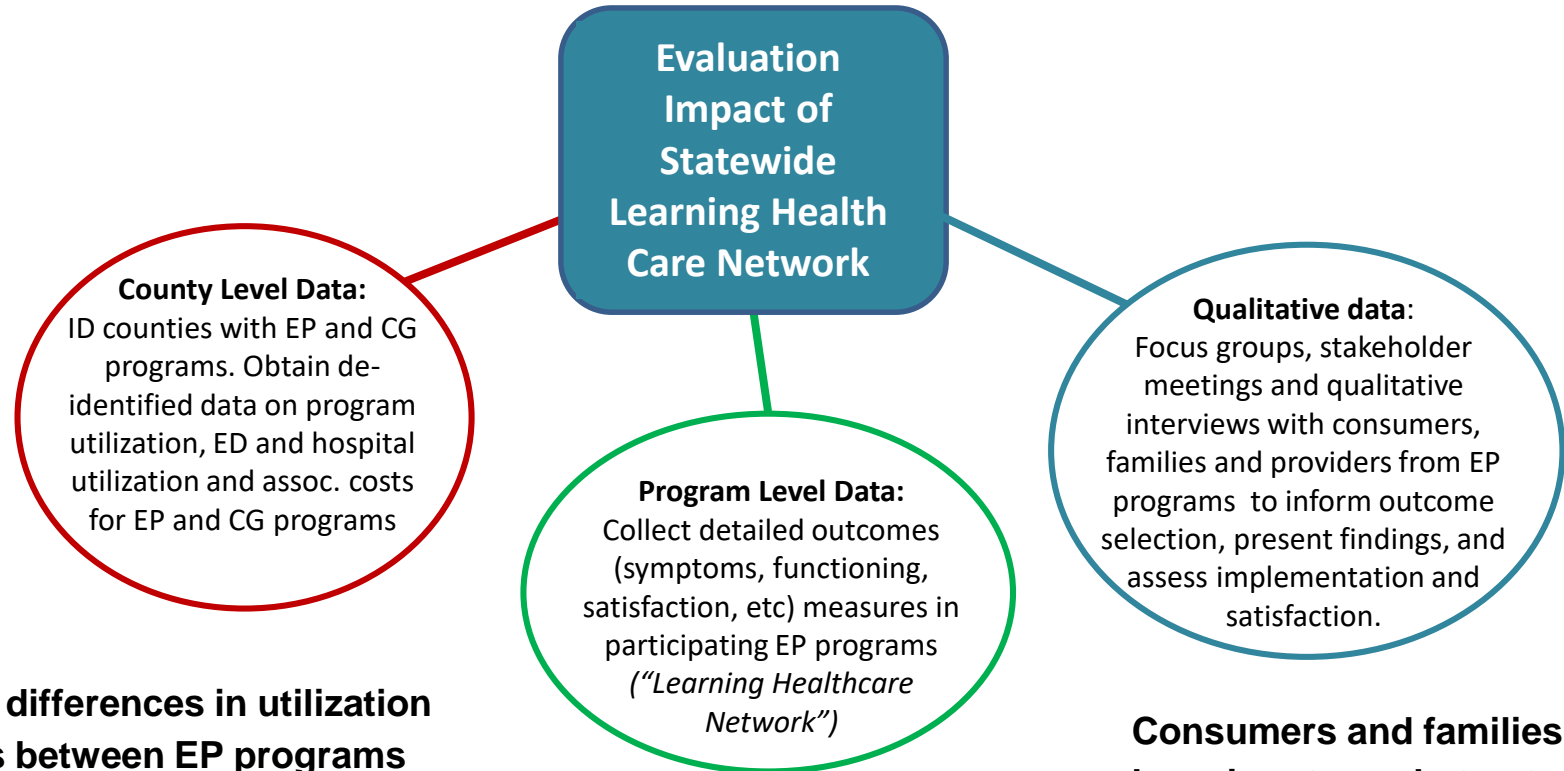 Evaluation
Impact of
Statewide
Learning Health
Care Network
County Level Data:
ID counties with EP and CG
programs. Obtain de-
identified data on program
utilization, ED and hospital
utilization and assoc. costs
for EP and CG programs
Program Level Data:
Collect detailed outcomes
(symptoms, functioning,
satisfaction, etc) measures in
participating EP programs
(“Learning Healthcare
Network”)
Qualitative data:
Focus groups, stakeholder
meetings and qualitative
interviews with consumers,
families and providers from EP
programs to inform outcome
selection, present findings, and
assess implementation and
satisfaction.
differences in utilization
between EP programs
Consumers and families